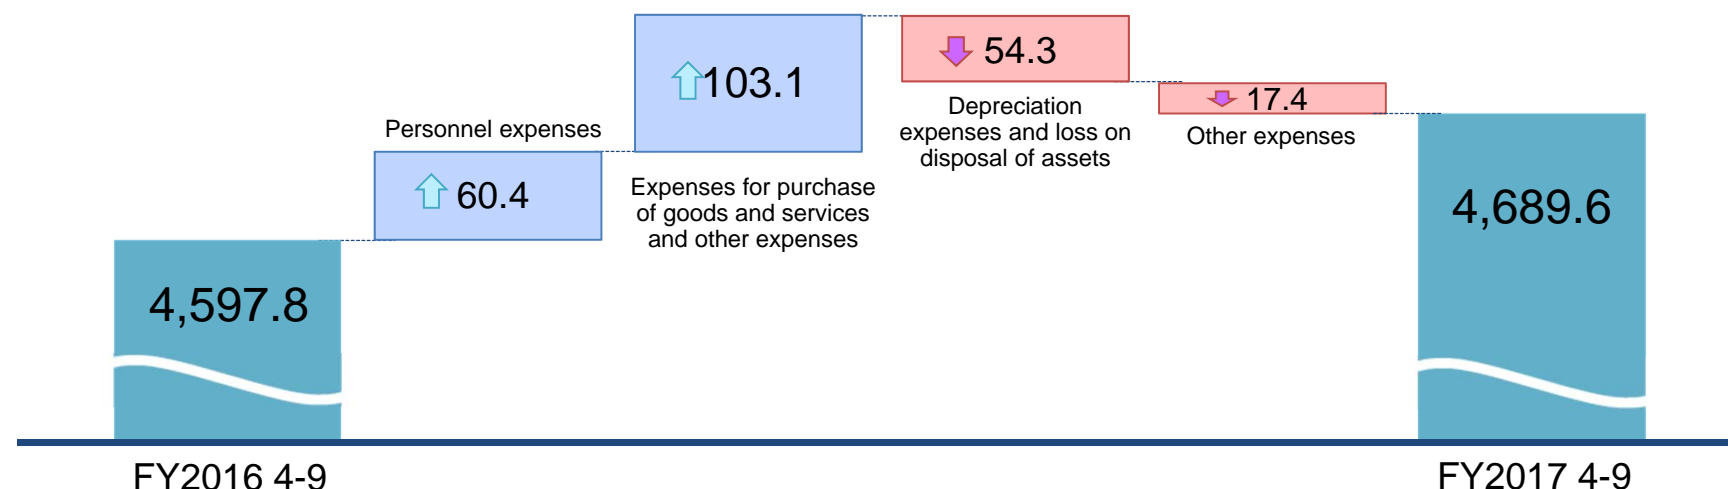 4,597.8
FY2016 4-9
Personnel expenses
60.4
103.1
Expenses for purchase
of goods and services
and other expenses
54.3
Depreciation
expenses and loss on
disposal of assets
17.4
Other expenses
4,689.6
FY2017 4-9